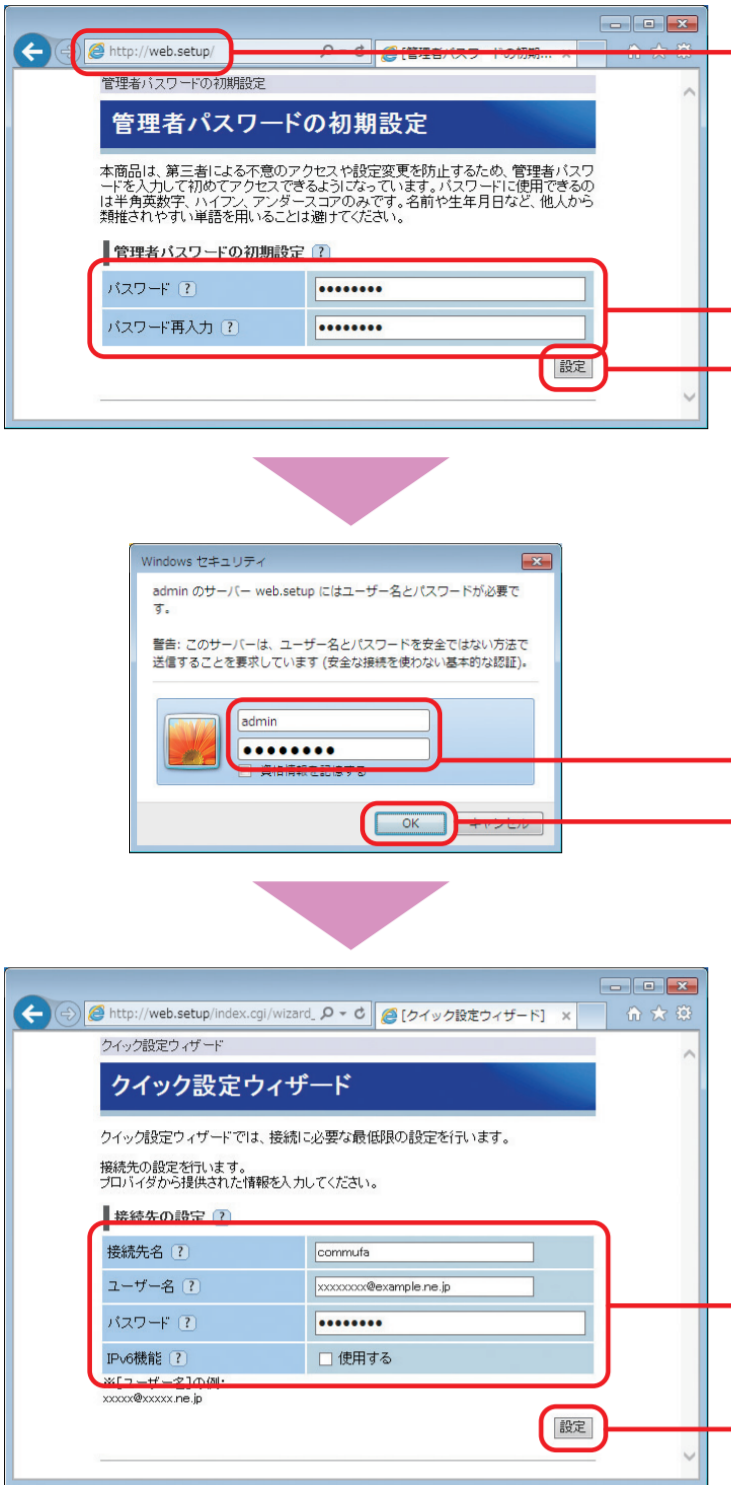 http://web.setup/
[管理者パスワードの初期...
管理者パスワードの初期設定
管理者パスワードの初期設定
本商品は、第三者による不意のアクセスや設定変更を防止するため、管理者パスワ
ードを入力して初めてアクセスできるようになっています。パスワードに使用できるの
は半角英数字、ハイフン、アンダースコアのみです。名前や生年月日など、他人から
類推されやすい単語を用いることは避けてください。
管理者パスワードの初期設定 ?
パスワード ? ●●●●●●●●
パスワード再入力 ? ●●●●●●●●
設定
Windows セキュリティ
admin のサーバー web.setup にはユーザー名とパスワードが必要で
す。
警告: このサーバーは、ユーザー名とパスワードを安全ではない方法で
送信することを要求しています (安全な接続を使わない基本的な認証)。
admin
●●●●●●●●
資格情報を記憶する
OK キャンセル
http://web.setup/index.cgi/wizard_ [クイック設定ウィザード]
クイック設定ウィザード
クイック設定ウィザード
クイック設定ウィザードでは、接続に必要な最低限の設定を行います。
接続先の設定を行います。
プロバイダから提供された情報を入力してください。
接続先の設定 ?
接続先名 ? commufa
ユーザー名 ? xxxxxxxx@example.ne.jp
パスワード ? ●●●●●●●●
IPv6機能 ? 使用する
※[ユーザー名]の例:
xxxxx@xxxxx.ne.jp
設定